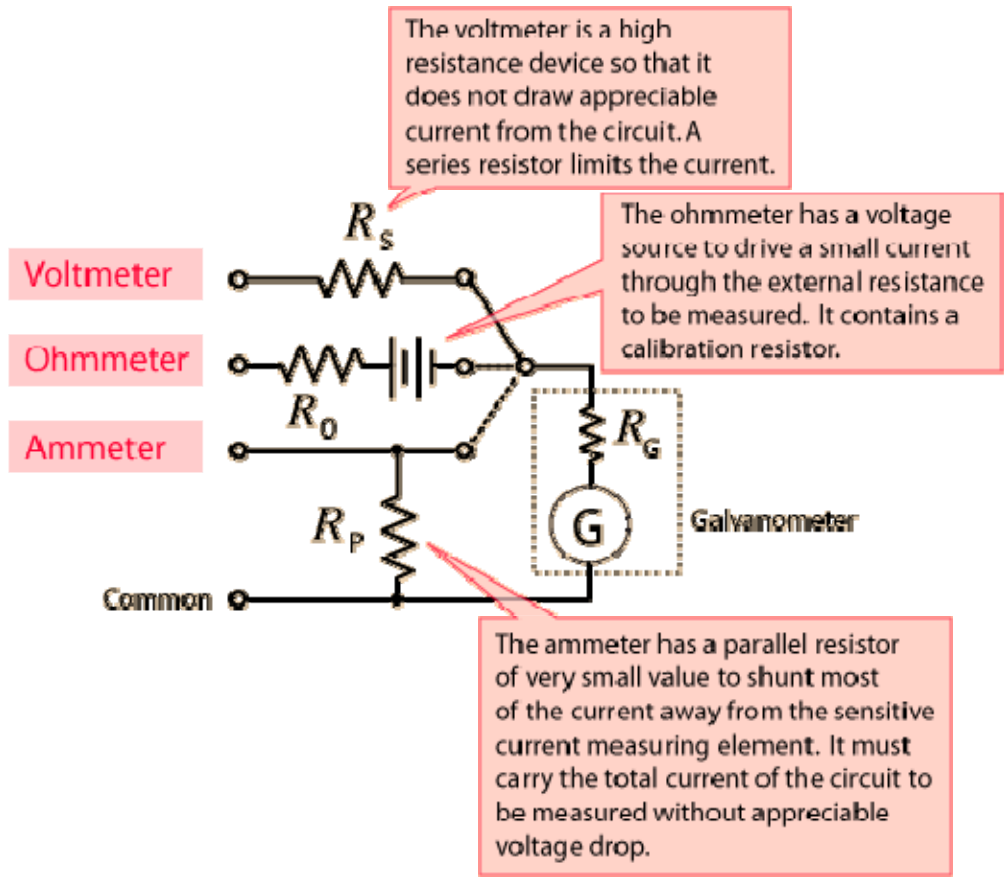 The voltmeter is a high
resistance device so that it
does not draw appreciable
current from the circuit. A
series resistor limits the current.
The ohmmeter has a voltage
source to drive a small current
through the external resistance
to be measured. It contains a
calibration resistor.
R_S
Voltmeter
Ohmmeter
R_0
Ammeter
R_G
G
Galvanometer
R_P
Common
The ammeter has a parallel resistor
of very small value to shunt most
of the current away from the sensitive
current measuring element. It must
carry the total current of the circuit to
be measured without appreciable
voltage drop.